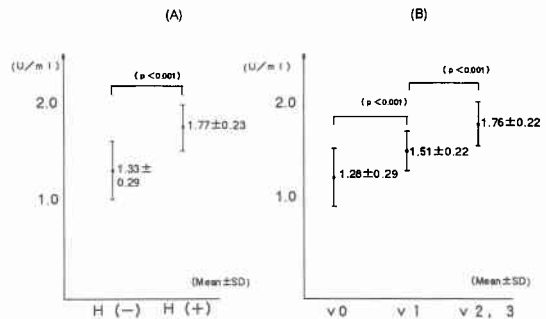 (A)
(U/ml)
(p<0.001)
2.0
1.77±0.23
1.33±
0.29
1.0
(Mean±SD)
H (−)
H (+)
(B)
(U/ml)
(p<0.001)
(p<0.001)
2.0
1.76±0.22
1.51±0.22
1.28±0.29
1.0
(Mean±SD)
v0
v1
v2, 3